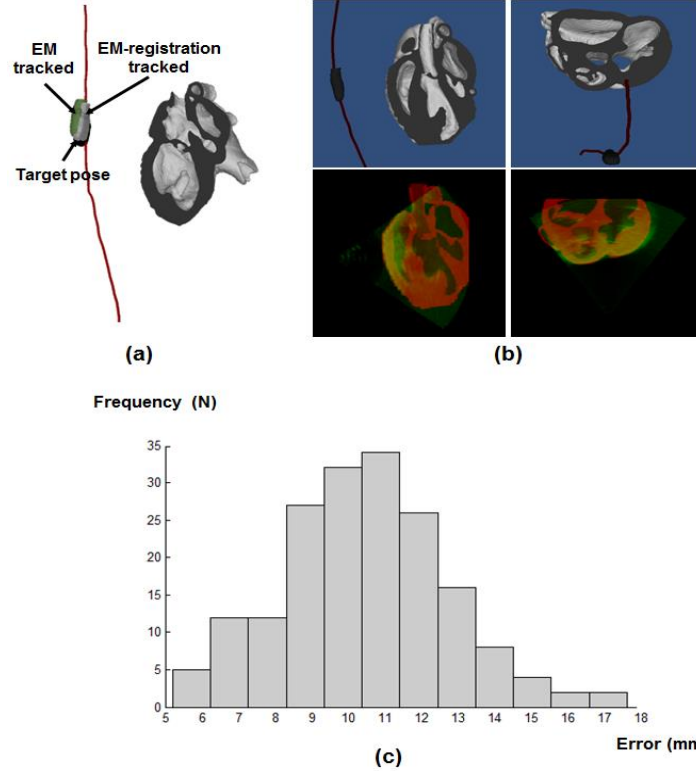 EM tracked
EM-registration tracked
Target pose
(a)
(b)
Frequency (N)
35
30
25
20
15
10
5
0
5 6 7 8 9 10 11 12 13 14 15 16 17 18
Error (mm
(c)